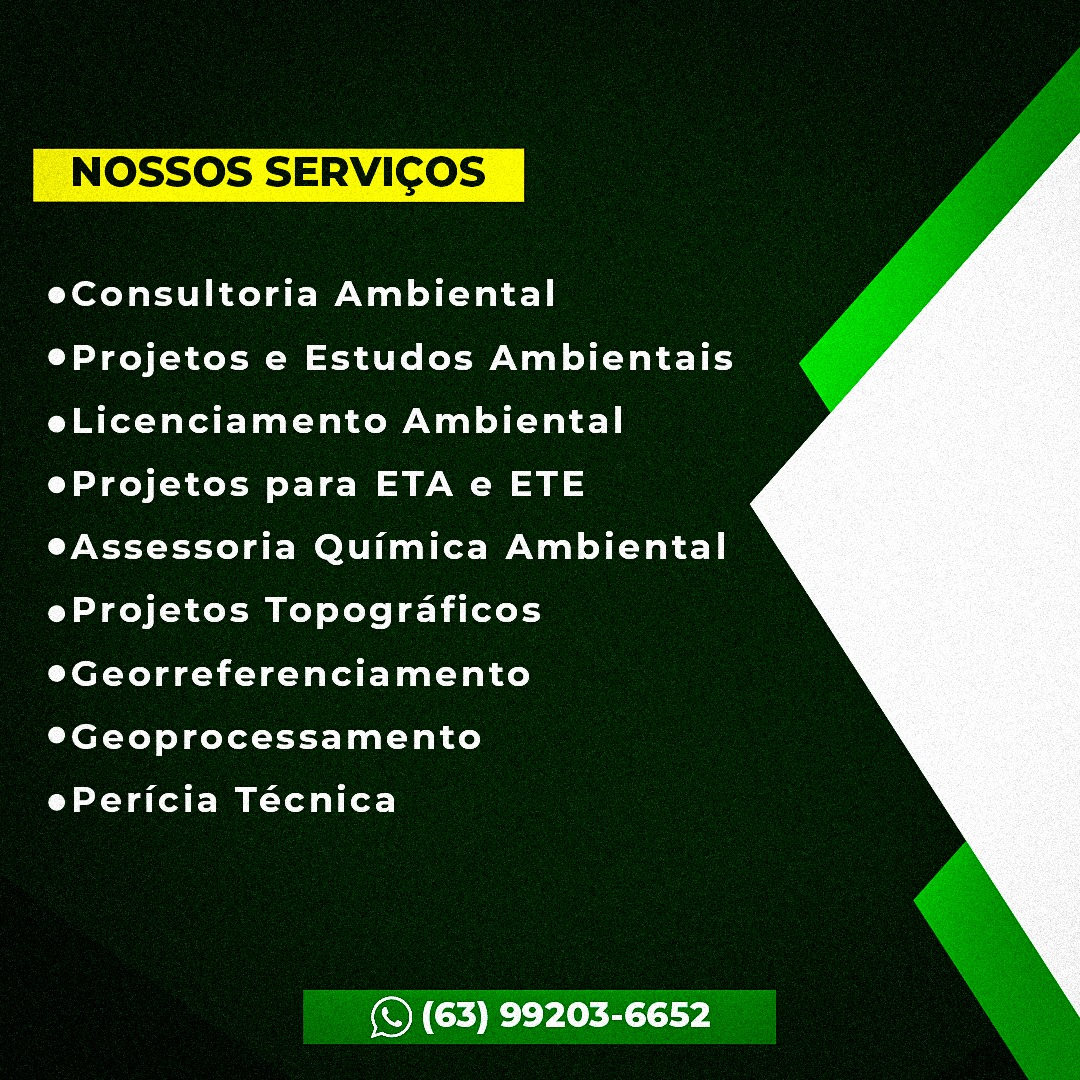 NOSSOS SERVIÇOS
•Consultoria Ambiental
•Projetos e Estudos Ambientais
•Licenciamento Ambiental
•Projetos para ETA e ETE
•Assessoria Química Ambiental
•Projetos Topográficos
•Georreferenciamento
•Geoprocessamento
•Perícia Técnica
(63) 99203-6652